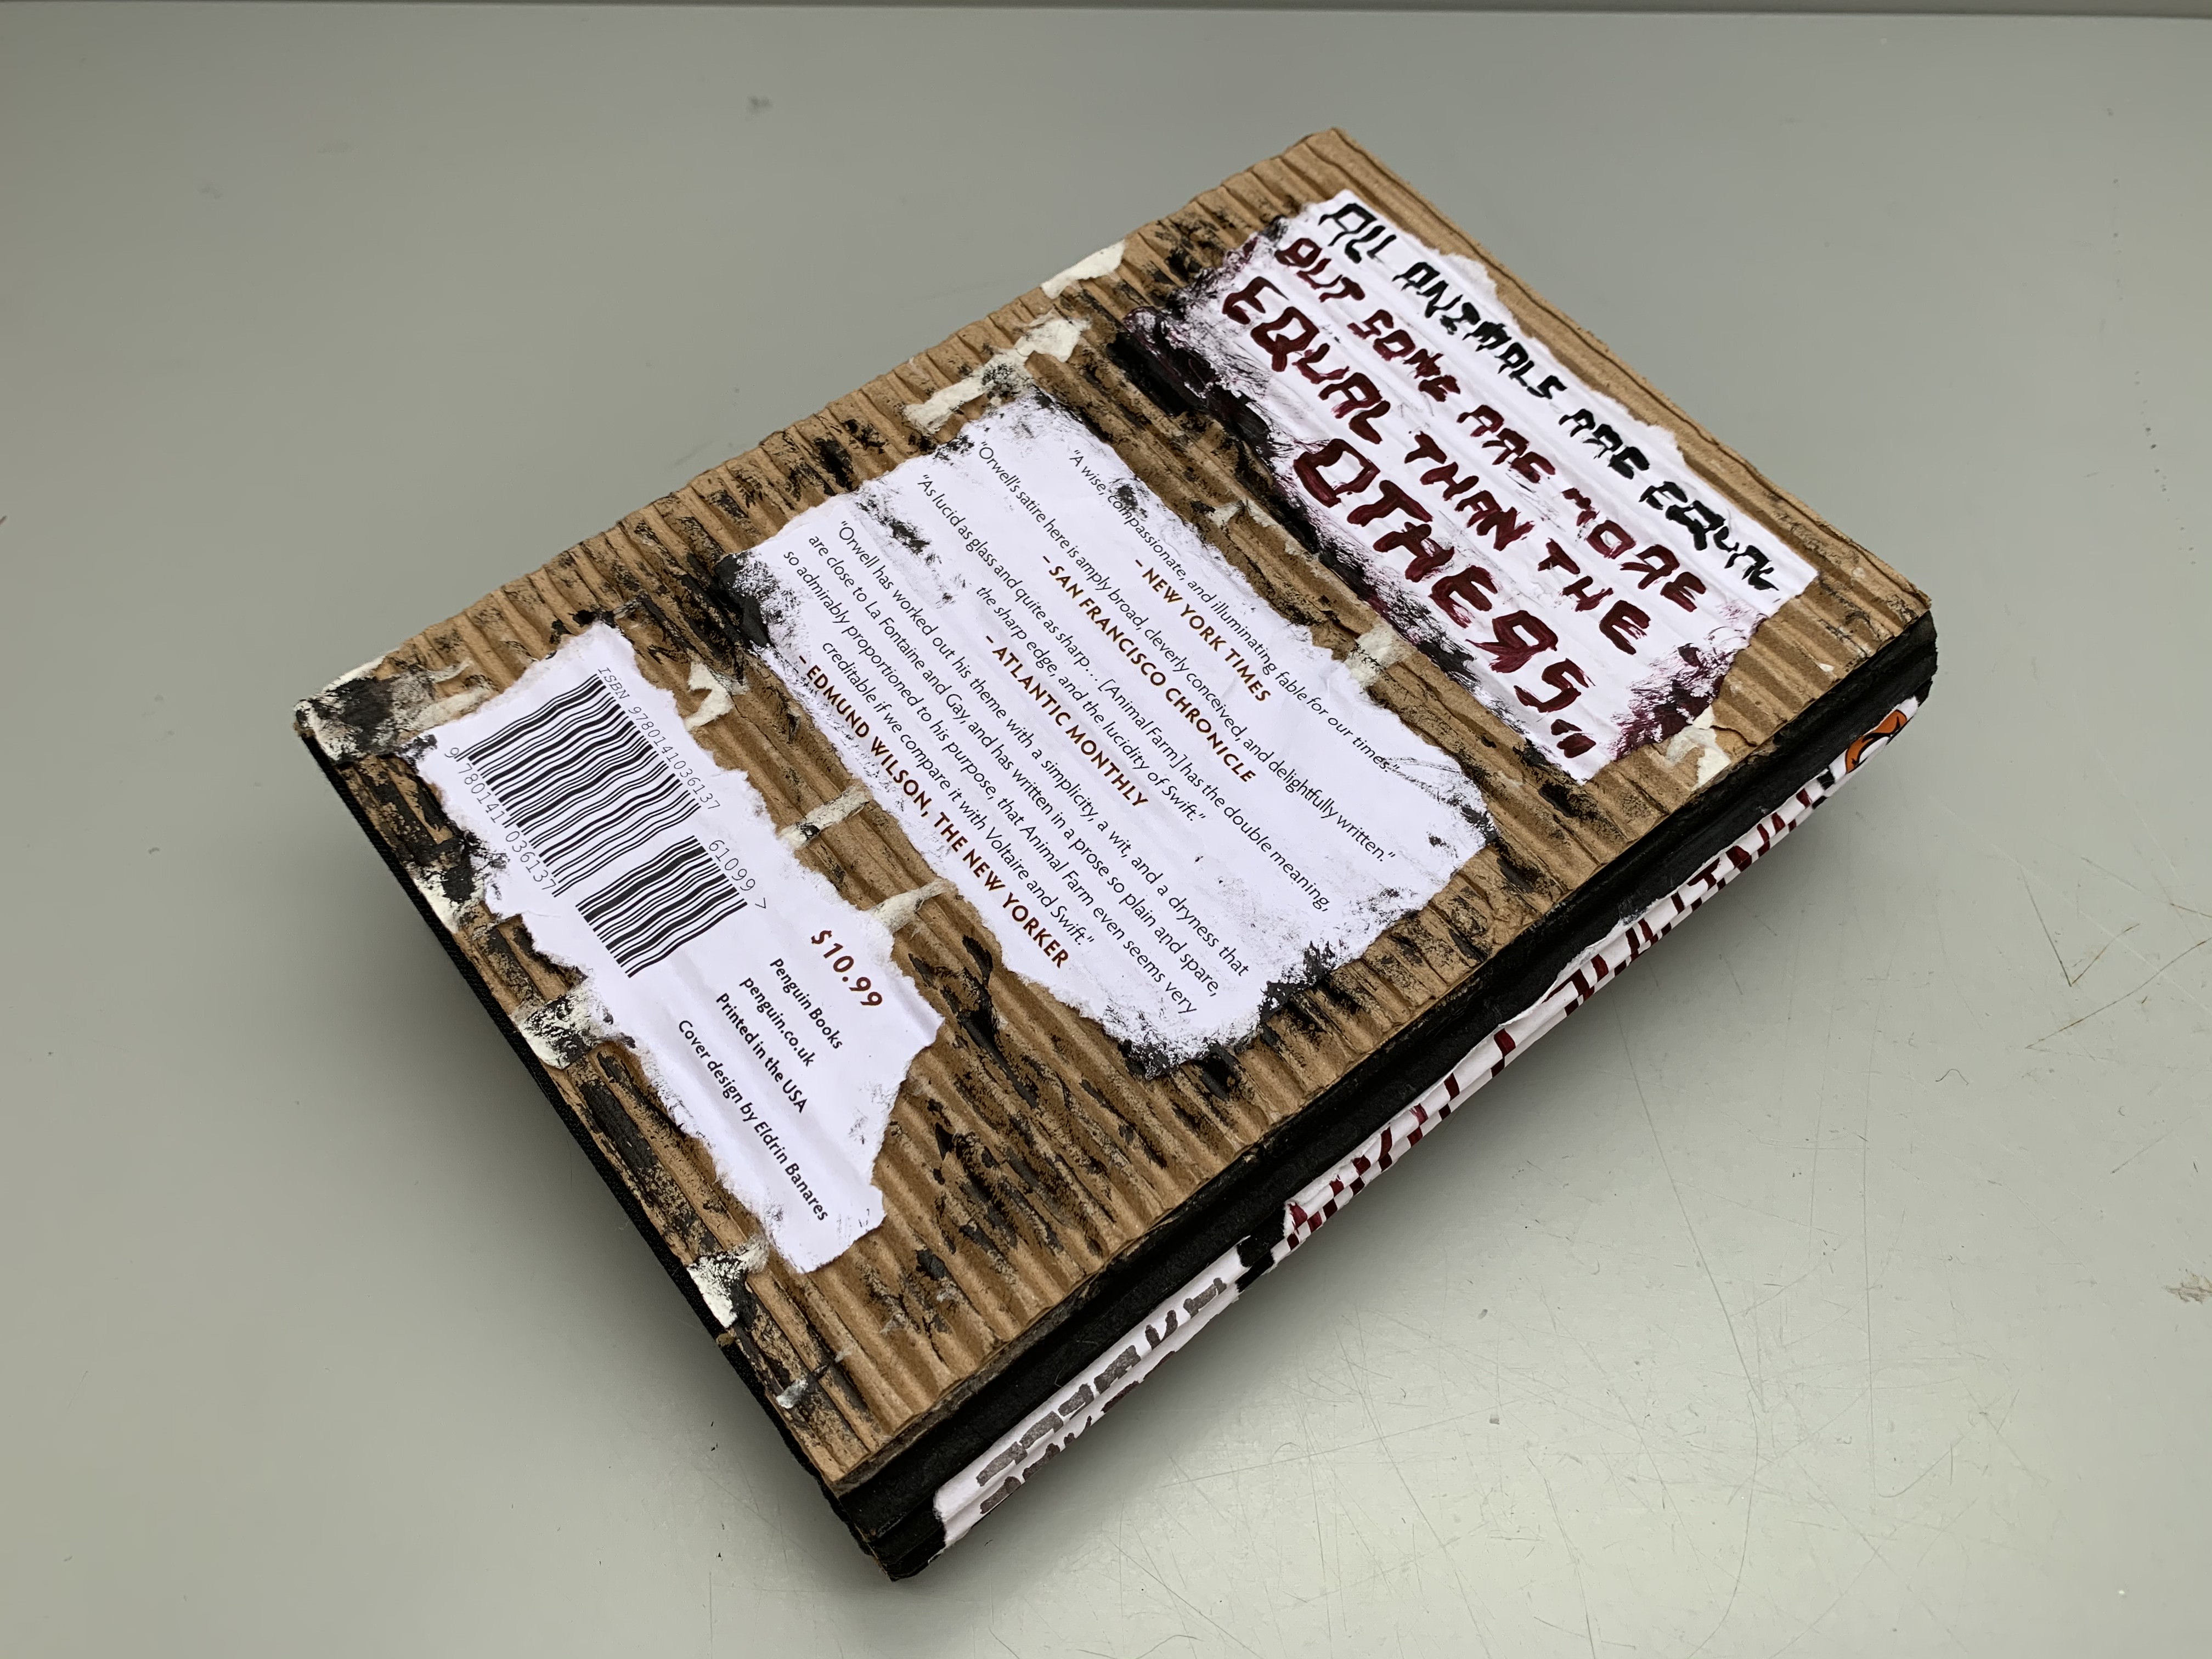 ALL ANIMALS ARE EQUAL
BUT SOME ARE MORE
EQUAL THAN THE
OTHERS...
"A wise, compassionate, and illuminating fable for our times."
– NEW YORK TIMES
"Orwell's satire here is amply broad, cleverly conceived, and delightfully written."
– SAN FRANCISCO CHRONICLE
"As lucid as glass and quite as sharp… [Animal Farm] has the double meaning,
the sharp edge, and the lucidity of Swift."
– ATLANTIC MONTHLY
"Orwell has worked out his theme with a simplicity, a wit, and a dryness that
are close to La Fontaine and Gay, and has written in a prose so plain and spare,
so admirably proportioned to his purpose, that Animal Farm even seems very
creditable if we compare it with Voltaire and Swift."
– EDMUND WILSON, THE NEW YORKER
ISBN 9780141036137
61099 >
9 780141 036137
$10.99
Penguin Books
penguin.co.uk
Printed in the USA
Cover design by Eldrin Banares